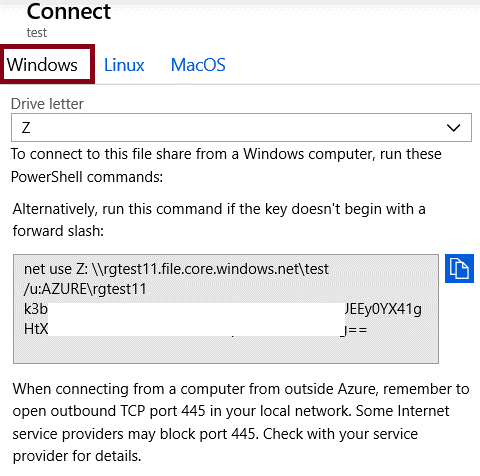 Connect
test
Windows Linux MacOS
Drive letter
Z
To connect to this file share from a Windows computer, run these
PowerShell commands:
Alternatively, run this command if the key doesn't begin with a
forward slash:
net use Z: \\rgtest11.file.core.windows.net\test
/u:AZURE\rgtest11
k3b EEy0YX41g
HtX ==
When connecting from a computer from outside Azure, remember to
open outbound TCP port 445 in your local network. Some Internet
service providers may block port 445. Check with your service
provider for details.